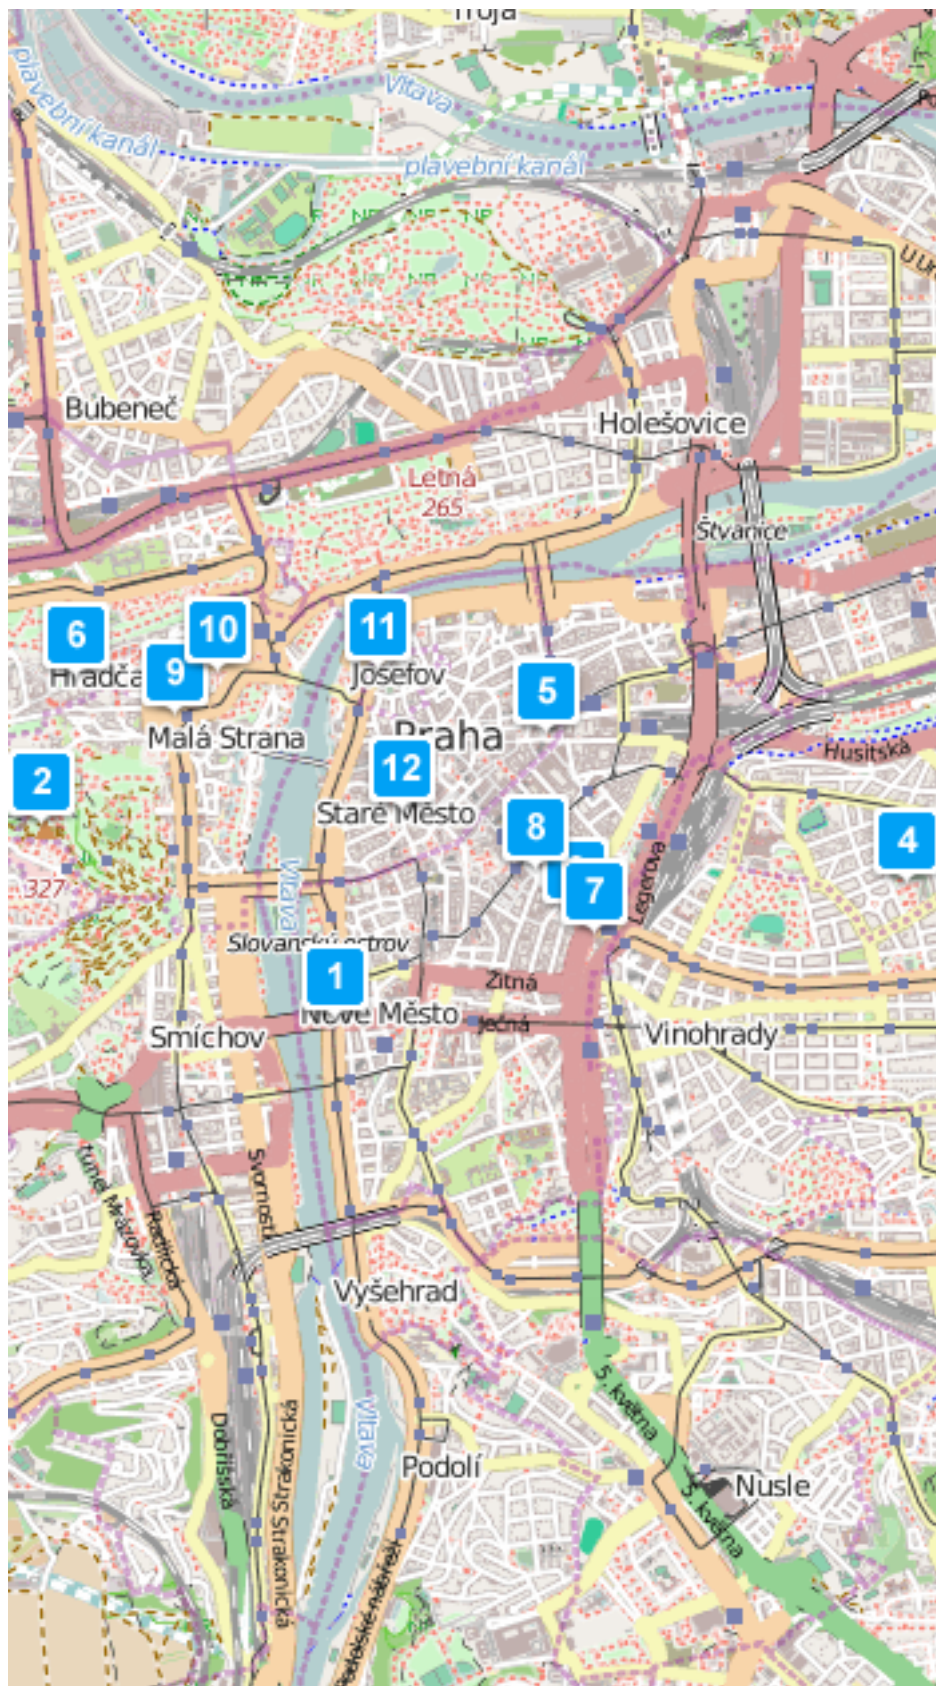 Troja
Vltava
plavební kanál
plavební kanál
Bubeneč
Holešovice
Letná
265
Štvanice
6
10
11
9
Josefov
5
Malá Strana
Praha
Husitská
2
12
Staré Město
8
4
327
7
Legerova
Vltava
Slovanský ostrov
1
Žitná
Nové Město
Ječná
Smíchov
Vinohrady
tunel Mrázovka
Radlická
Svornosti
Vyšehrad
5. května
Dobříšská
Strakonická
Strakonická
Vltava
Podolí
Nusle
5. května
Podolské nábřeží